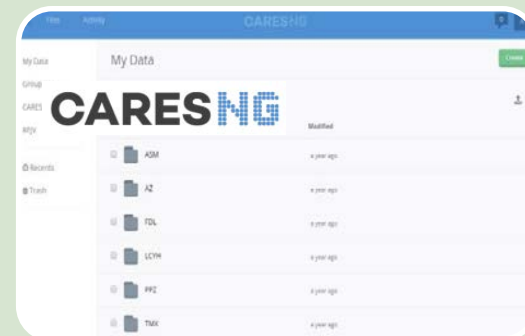 Files Activity CARESNG 0
My Data My Data Create
Group
CARES
CARESNG
Modified
Recents ASM a year ago
Trash AZ a year ago
FDL a year ago
LCYH a year ago
PPZ a year ago
TMX a year ago